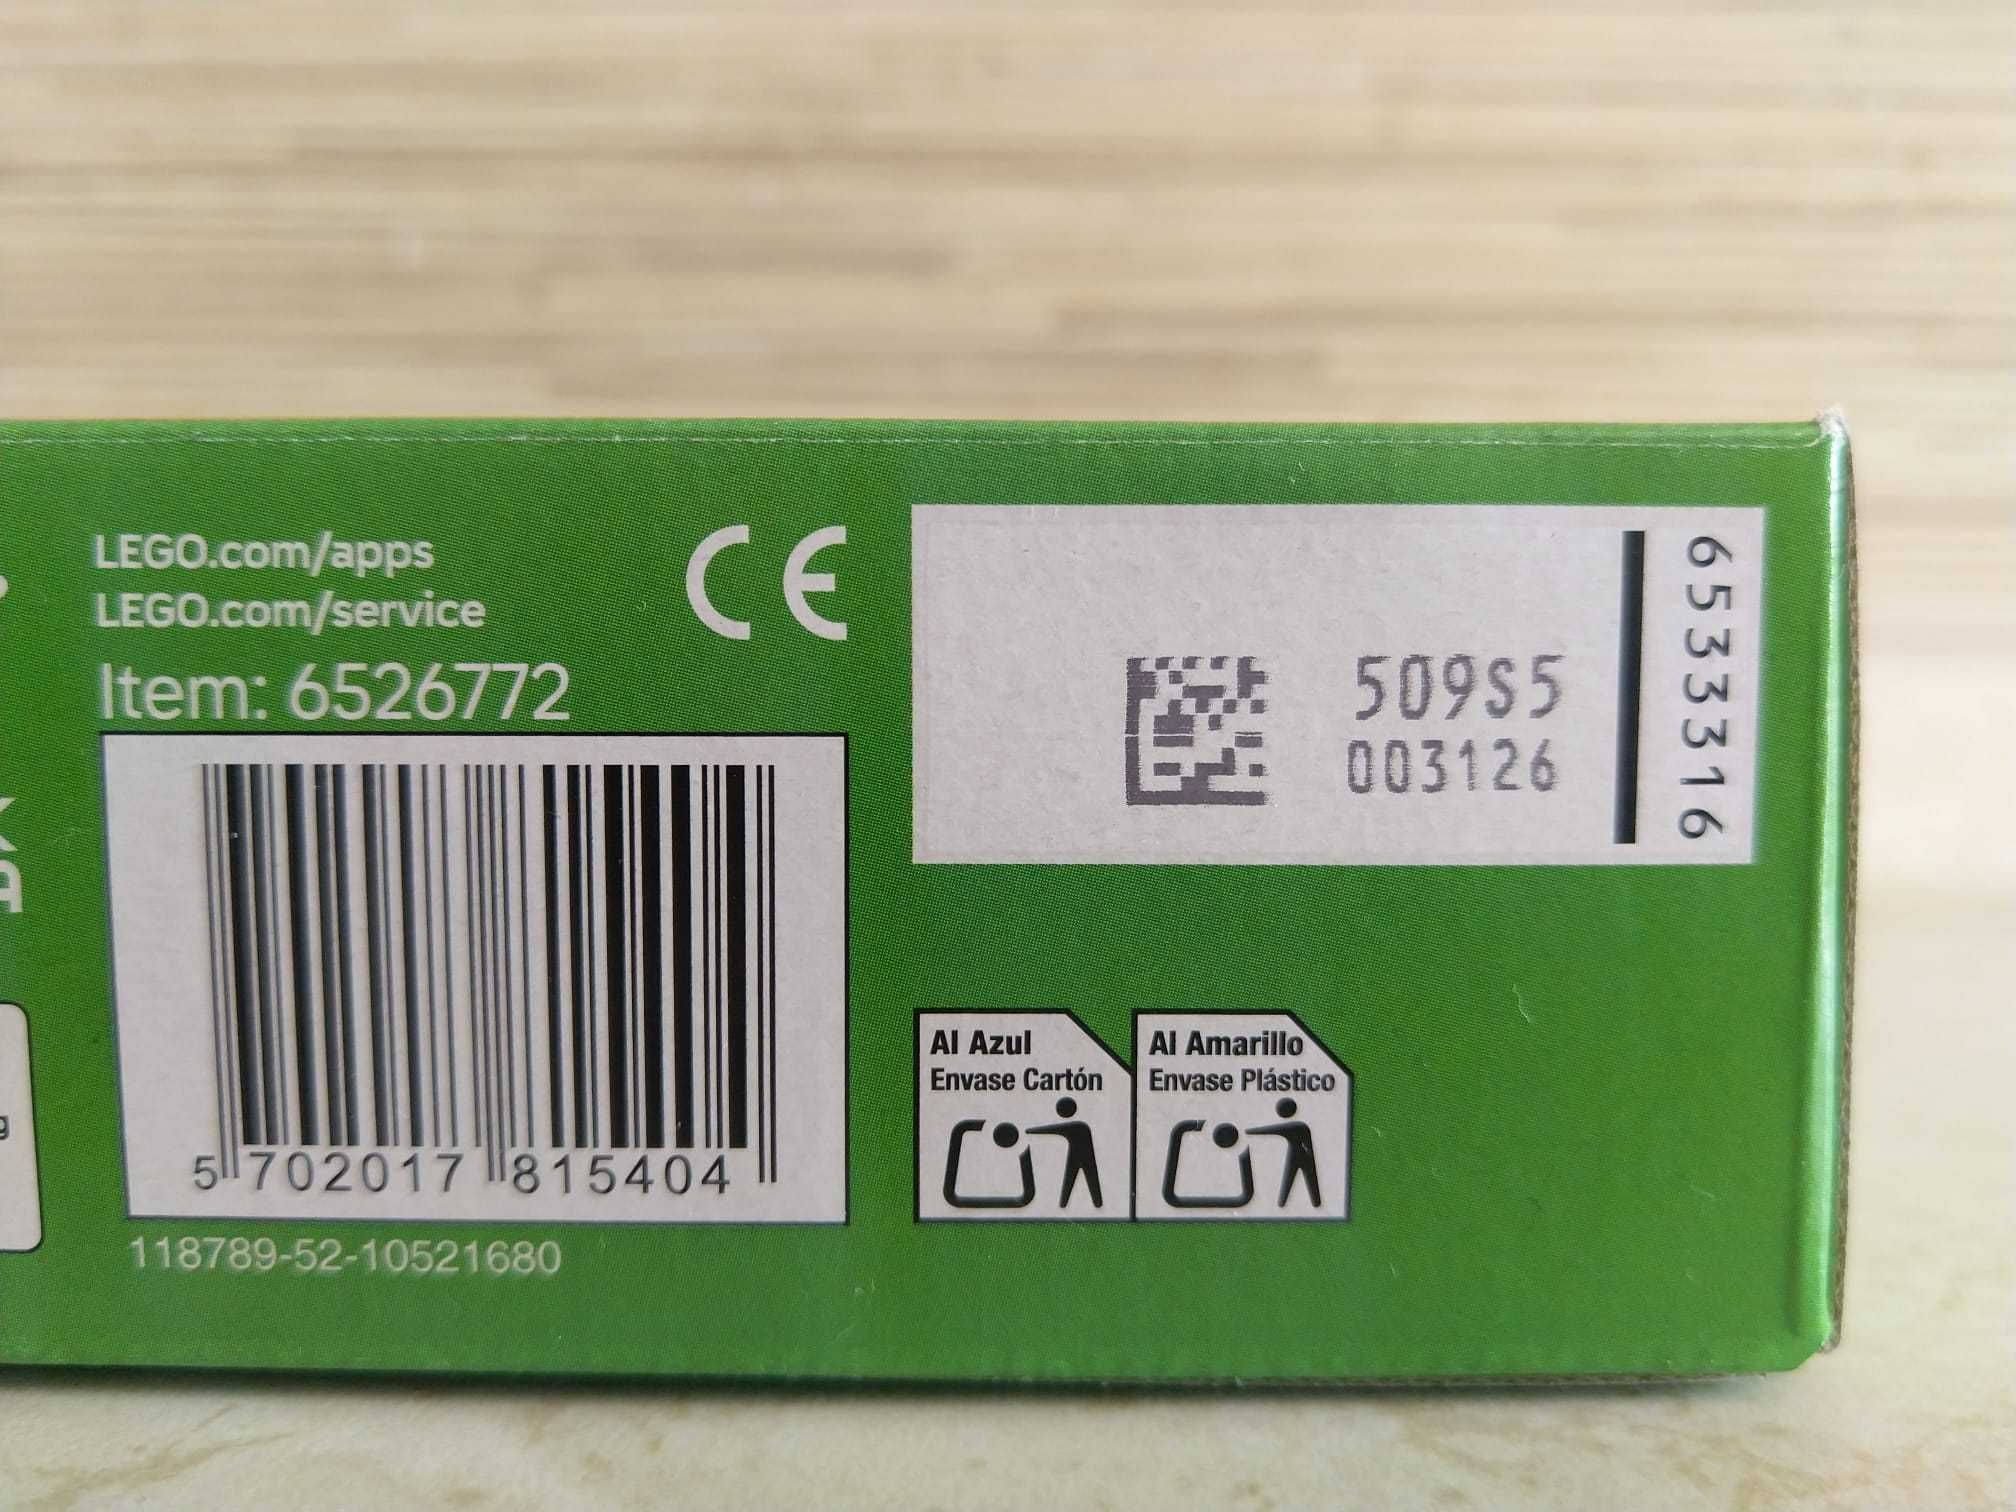 LEGO.com/apps
LEGO.com/service
Item: 6526772
CE
5 702017 815404
118789-52-10521680
509S5
003126
6533316
Al Azul
Envase Cartón
Al Amarillo
Envase Plástico